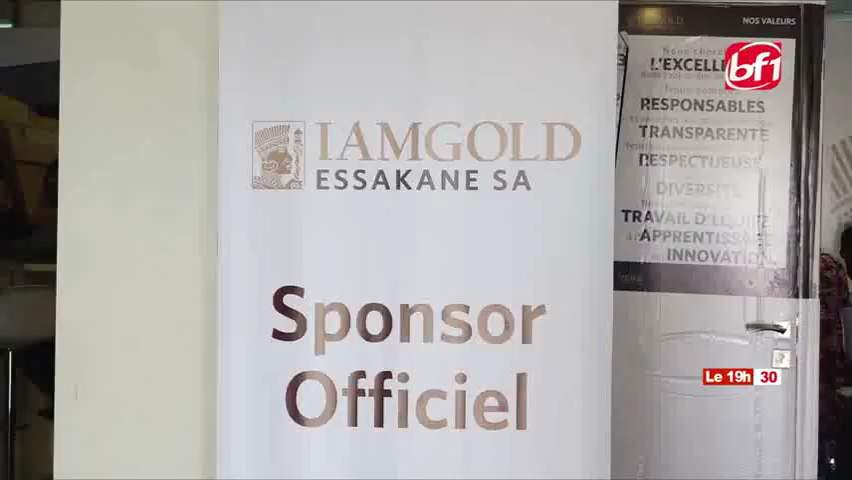 IAMGOLD
ESSAKANE SA
Sponsor
Officiel
NOS VALEURS
bf1
RESPONSABLES
TRANSPARENTE
RESPECTUEUSE
DIVERSITÉ
TRAVAIL D'ÉQUIPE
APPRENTISSAGE
INNOVATION
Le 19h 30